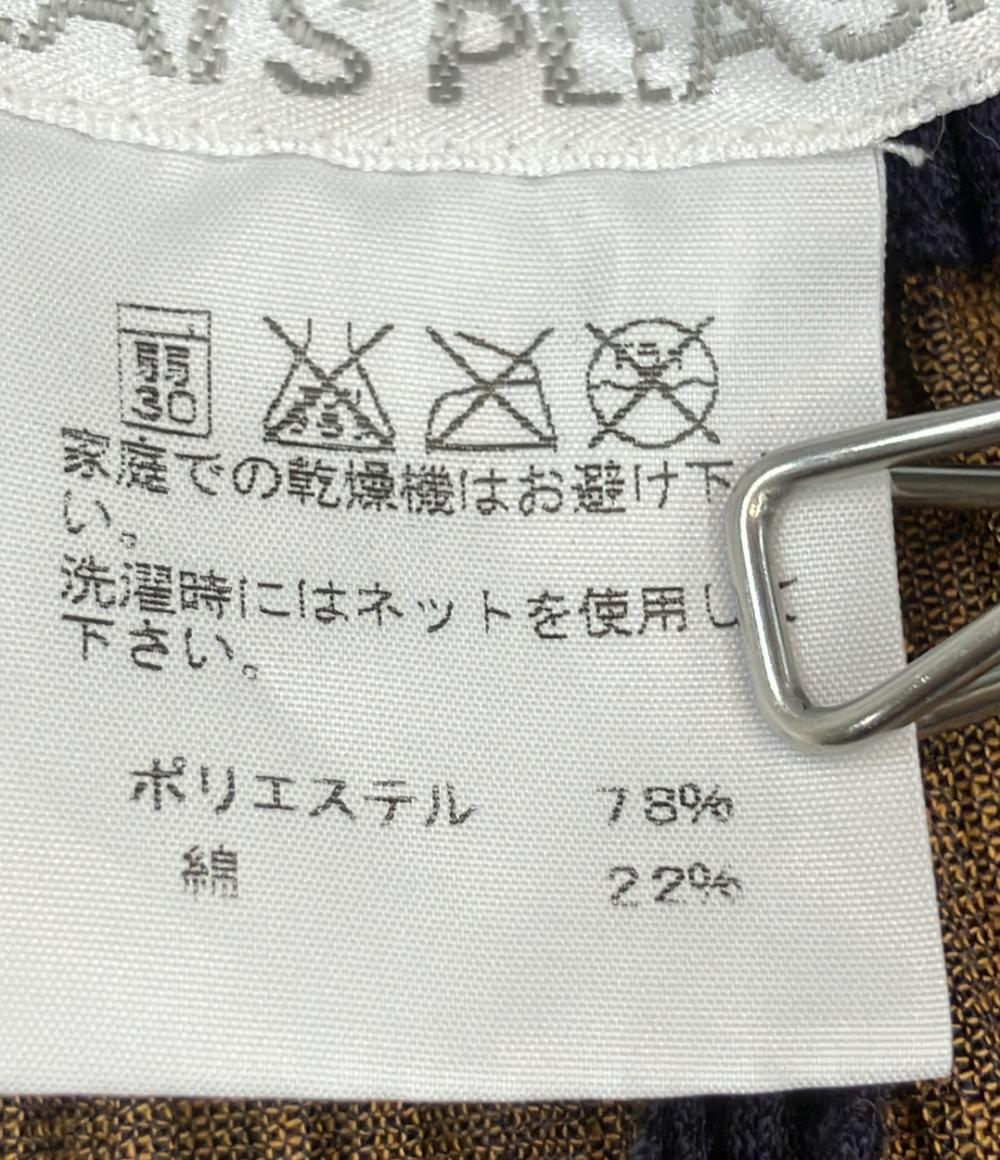 弱
30
家庭での乾燥機はお避け下
い。
洗濯時にはネットを使用し
下さい。
ポリエステル 78%
綿 22%